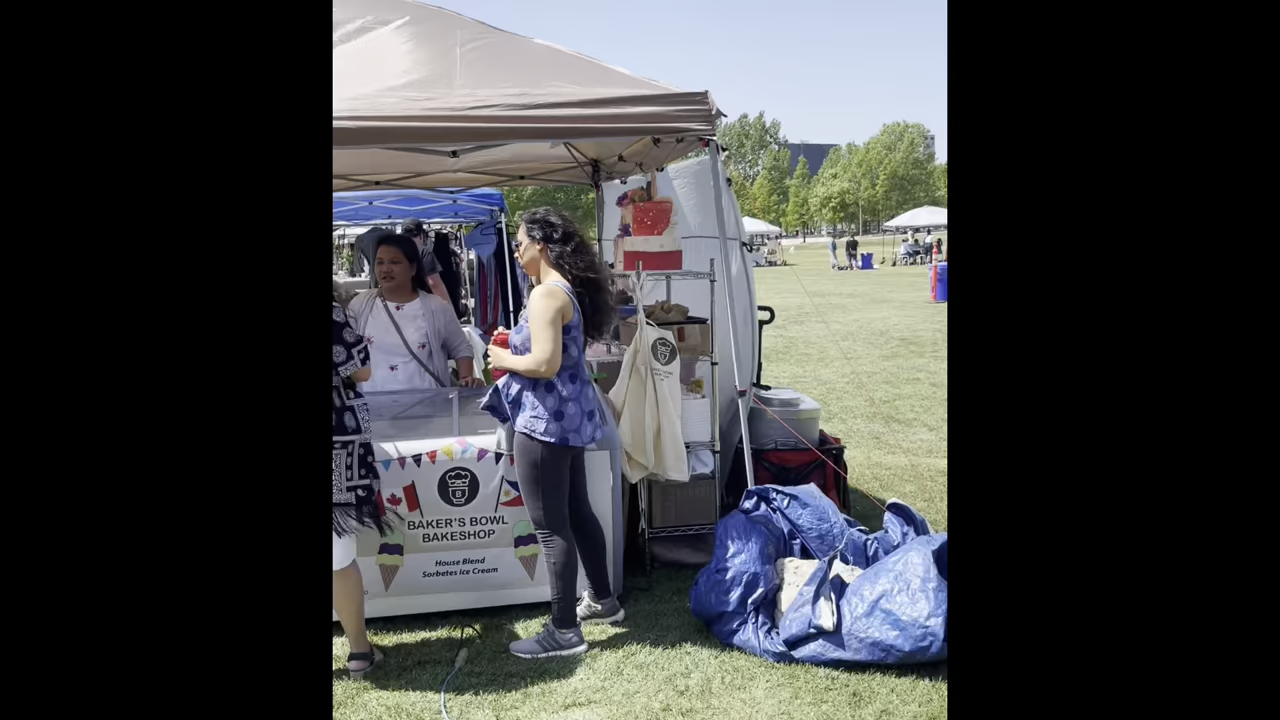 B
BAKER'S BOWL
BAKESHOP
House Blend
Sorbetes Ice Cream